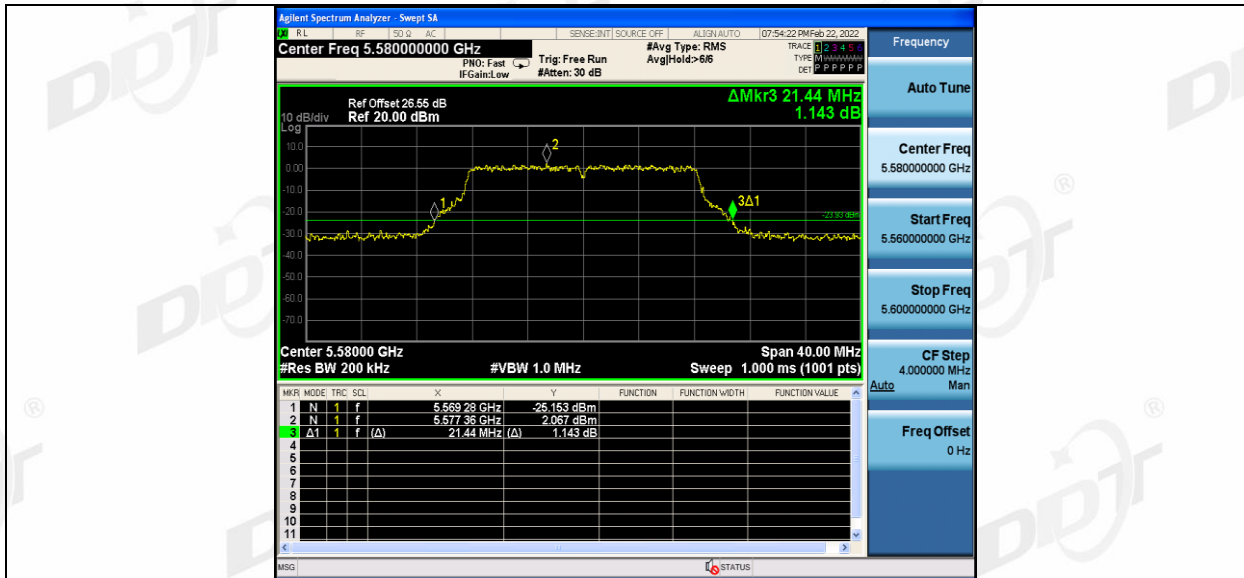 Agilent Spectrum Analyzer - Swept SA
RL RF 50 Ω AC SENSE:INT SOURCE OFF ALIGN AUTO 07:54:22 PM Feb 22, 2022
Center Freq 5.580000000 GHz
#Avg Type: RMS
TRACE 1 2 3 4 5 6
PNO: Fast Trig: Free Run Avg|Hold:>6/6
TYPE M
IFGain:Low #Atten: 30 dB
DET P P P P P P
Frequency
Auto Tune
Center Freq
5.580000000 GHz
Start Freq
5.560000000 GHz
Stop Freq
5.600000000 GHz
CF Step
4.000000 MHz
Auto Man
Freq Offset
0 Hz
ΔMkr3 21.44 MHz
1.143 dB
Ref Offset 26.55 dB
10 dB/div Ref 20.00 dBm
Log
10.0
0.00
-10.0
-20.0
-30.0
-40.0
-50.0
-60.0
-70.0
1
2
3Δ1
-23.93 dBm
Center 5.58000 GHz Span 40.00 MHz
#Res BW 200 kHz #VBW 1.0 MHz Sweep 1.000 ms (1001 pts)
MKR MODE TRC SCL X Y FUNCTION FUNCTION WIDTH FUNCTION VALUE
1 N 1 f 5.569 28 GHz -25.153 dBm
2 N 1 f 5.577 36 GHz 2.067 dBm
3 Δ1 1 f (Δ) 21.44 MHz (Δ) 1.143 dB
4
5
6
7
8
9
10
11
MSG STATUS
DDT
®